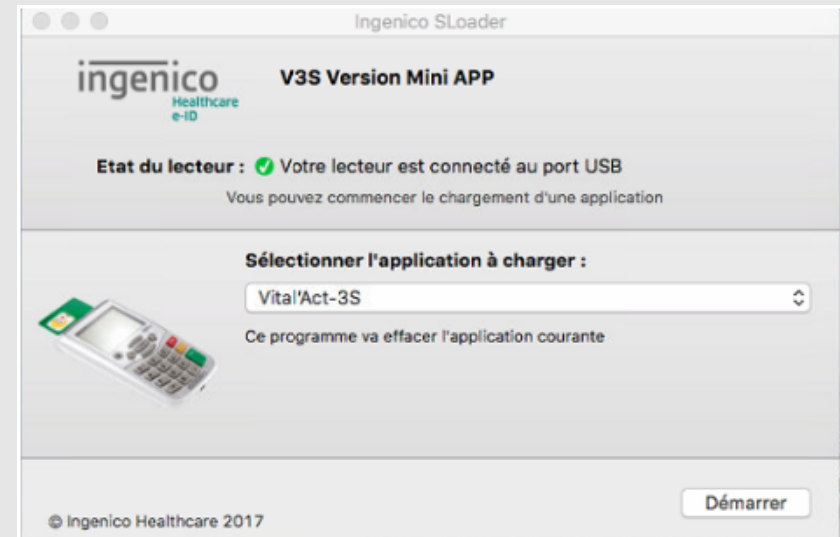 Ingenico SLoader
ingenico
Healthcare
e-ID
V3S Version Mini APP
Etat du lecteur : Votre lecteur est connecté au port USB
Vous pouvez commencer le chargement d'une application
Sélectionner l'application à charger :
Vital'Act-3S
Ce programme va effacer l'application courante
© Ingenico Healthcare 2017
Démarrer